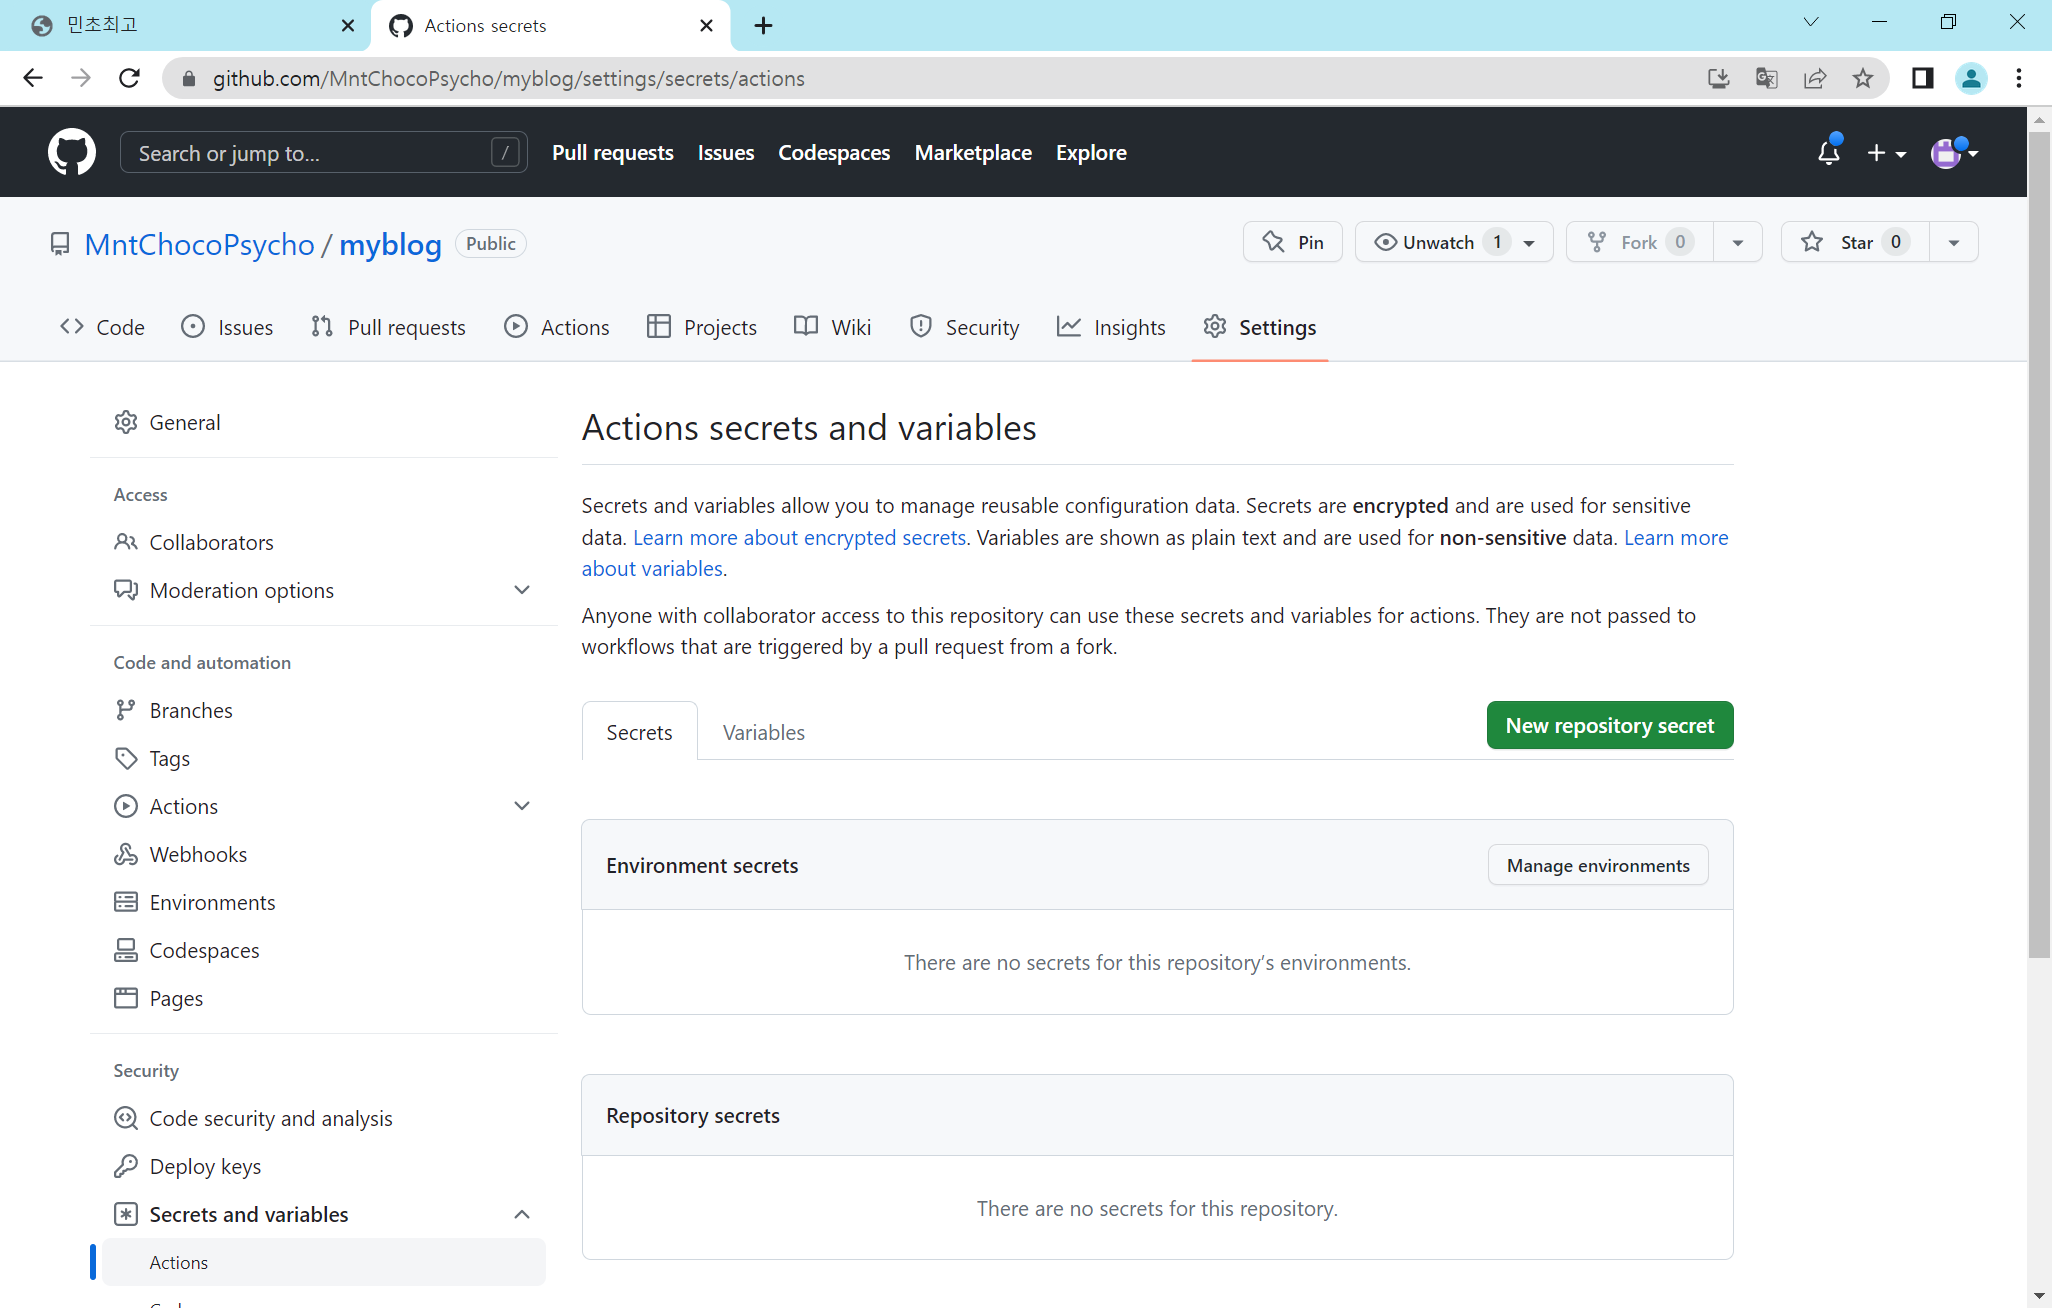 민초최고
Actions secrets
github.com/MntChocoPsycho/myblog/settings/secrets/actions
Search or jump to...
/
Pull requests
Issues
Codespaces
Marketplace
Explore
MntChocoPsycho / myblog
Public
Pin
Unwatch 1
Fork 0
Star 0
Code
Issues
Pull requests
Actions
Projects
Wiki
Security
Insights
Settings
General
Access
Collaborators
Moderation options
Code and automation
Branches
Tags
Actions
Webhooks
Environments
Codespaces
Pages
Security
Code security and analysis
Deploy keys
Secrets and variables
Actions
Actions secrets and variables
Secrets and variables allow you to manage reusable configuration data. Secrets are encrypted and are used for sensitive
data. Learn more about encrypted secrets. Variables are shown as plain text and are used for non-sensitive data. Learn more
about variables.
Anyone with collaborator access to this repository can use these secrets and variables for actions. They are not passed to
workflows that are triggered by a pull request from a fork.
Secrets
Variables
New repository secret
Environment secrets
Manage environments
There are no secrets for this repository’s environments.
Repository secrets
There are no secrets for this repository.